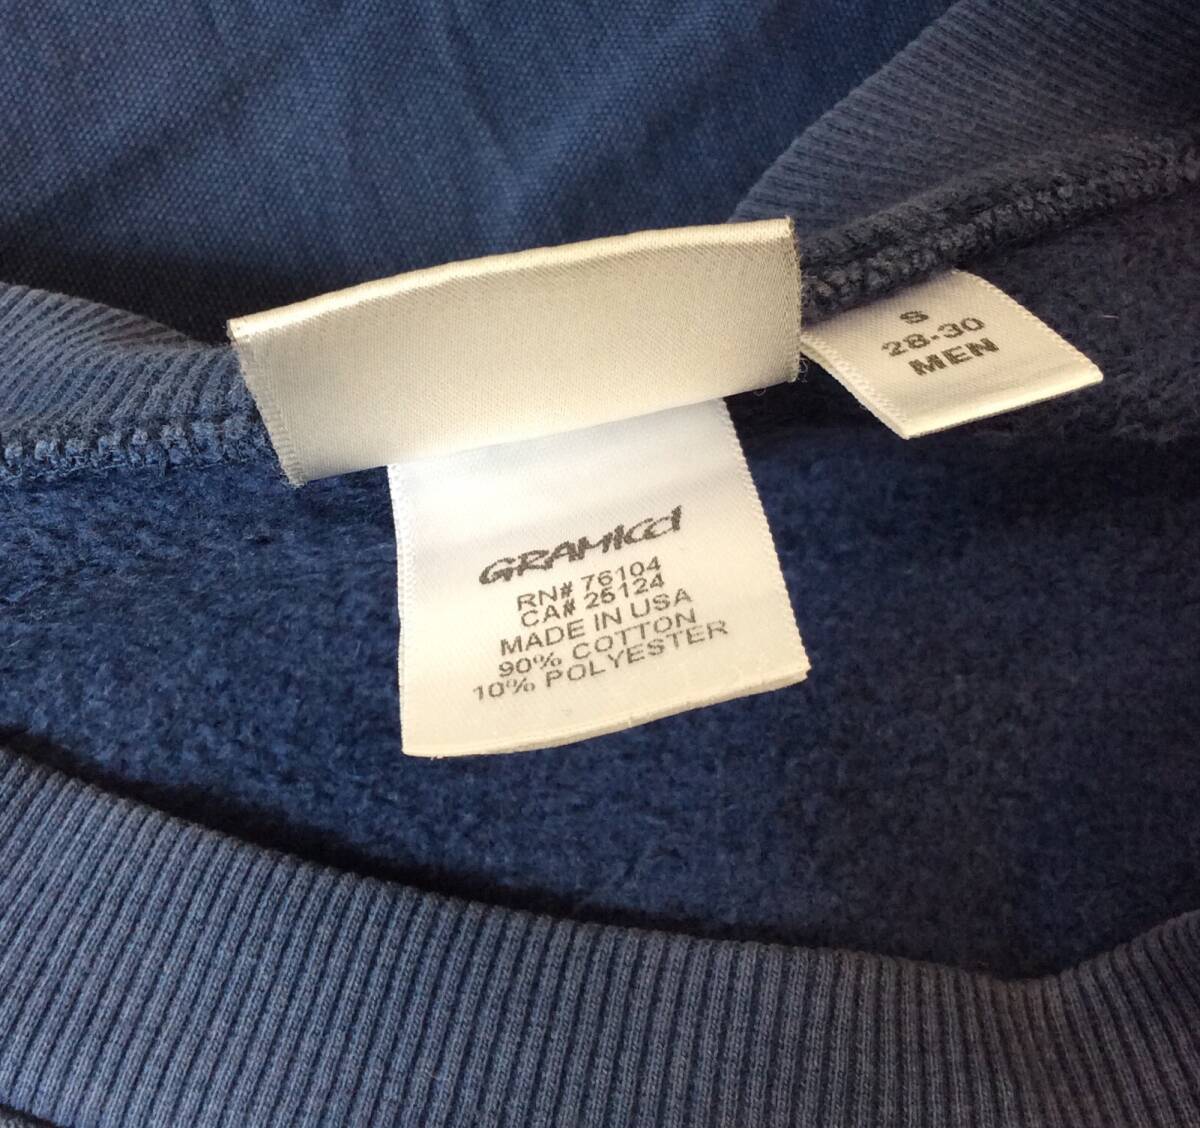 S
28-30
MEN
GRAMICCI
RN# 76104
CA# 25124
MADE IN USA
90% COTTON
10% POLYESTER